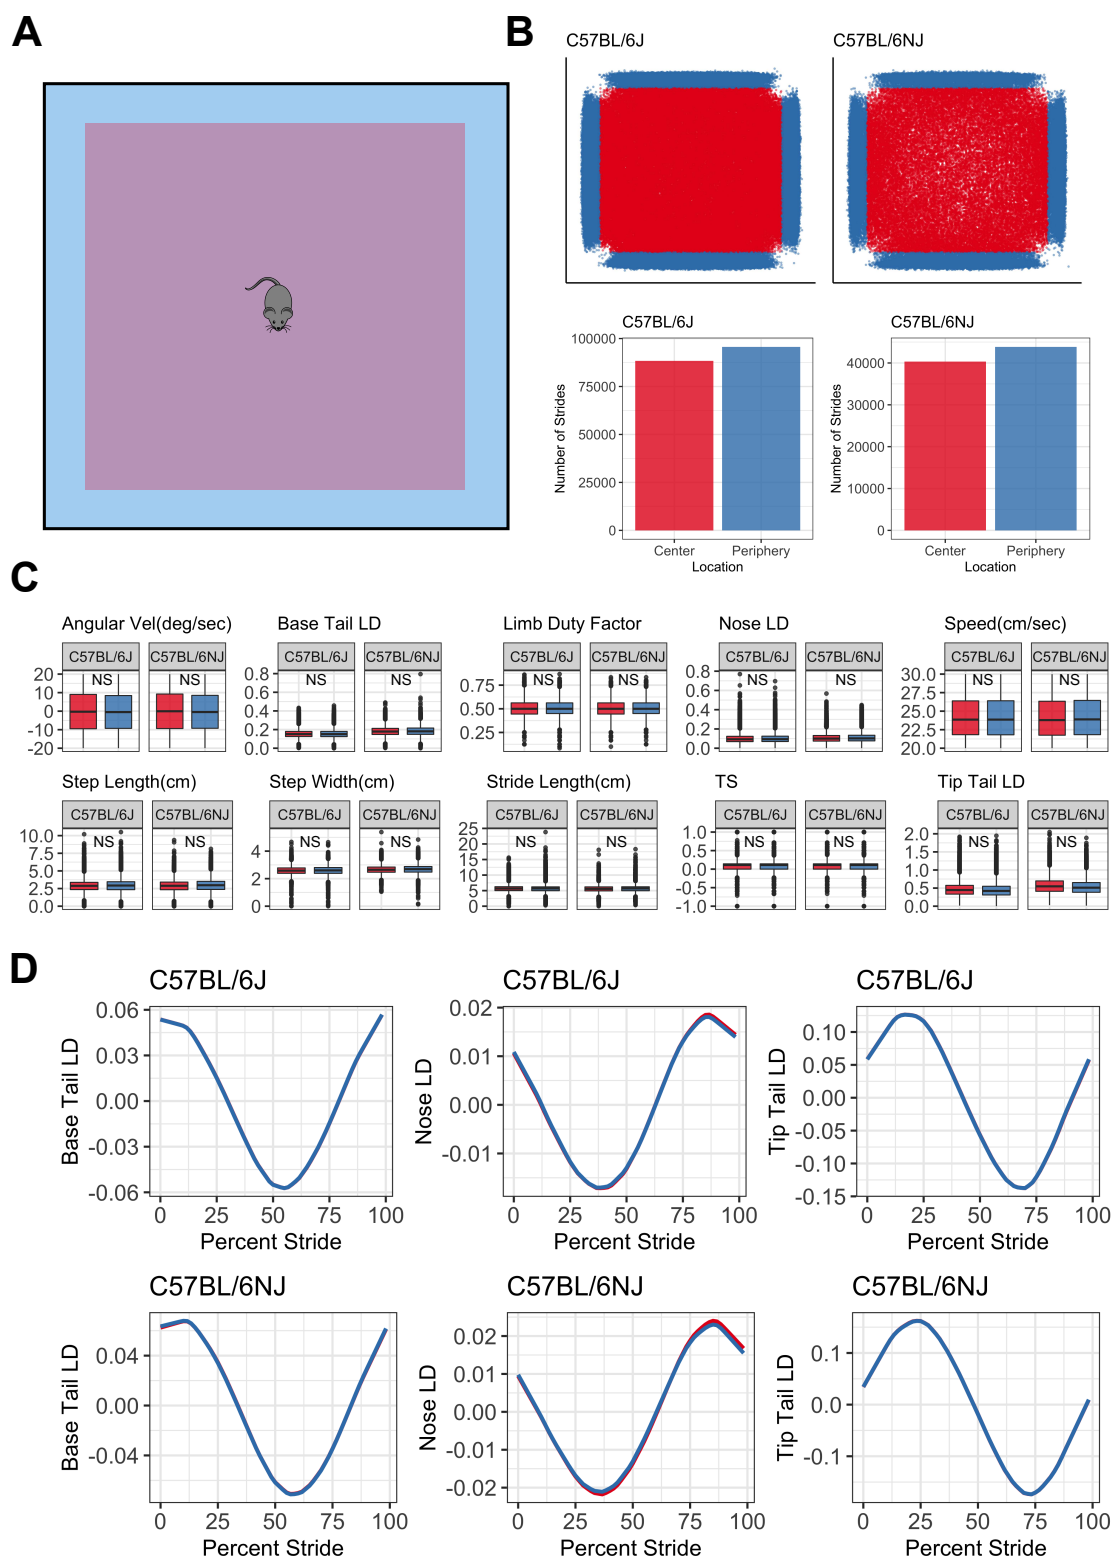 A
B
C57BL/6J
C57BL/6NJ
C57BL/6J
100000
75000
50000
25000
0
Number of Strides
Center
Periphery
Location
C57BL/6NJ
40000
30000
20000
10000
0
Number of Strides
Center
Periphery
Location
C
Angular Vel(deg/sec)
C57BL/6J
C57BL/6NJ
NS
NS
20
10
0
-10
-20
Base Tail LD
C57BL/6J
C57BL/6NJ
NS
NS
0.8
0.6
0.4
0.2
0.0
Limb Duty Factor
C57BL/6J
C57BL/6NJ
NS
NS
0.75
0.50
0.25
Nose LD
C57BL/6J
C57BL/6NJ
NS
NS
0.8
0.6
0.4
0.2
0.0
Speed(cm/sec)
C57BL/6J
C57BL/6NJ
NS
NS
30.0
27.5
25.0
22.5
20.0
Step Length(cm)
C57BL/6J
C57BL/6NJ
NS
NS
10.0
7.5
5.0
2.5
0.0
Step Width(cm)
C57BL/6J
C57BL/6NJ
NS
NS
4
2
0
Stride Length(cm)
C57BL/6J
C57BL/6NJ
NS
NS
25
20
15
10
5
0
TS
C57BL/6J
C57BL/6NJ
NS
NS
1.0
0.5
0.0
-0.5
-1.0
Tip Tail LD
C57BL/6J
C57BL/6NJ
NS
NS
2.0
1.5
1.0
0.5
0.0
D
C57BL/6J
0.06
0.03
0.00
-0.03
-0.06
Base Tail LD
0
25
50
75
100
Percent Stride
C57BL/6J
0.02
0.01
0.00
-0.01
Nose LD
0
25
50
75
100
Percent Stride
C57BL/6J
0.10
0.05
0.00
-0.05
-0.10
-0.15
Tip Tail LD
0
25
50
75
100
Percent Stride
C57BL/6NJ
0.04
0.00
-0.04
Base Tail LD
0
25
50
75
100
Percent Stride
C57BL/6NJ
0.02
0.01
0.00
-0.01
-0.02
Nose LD
0
25
50
75
100
Percent Stride
C57BL/6NJ
0.1
0.0
-0.1
Tip Tail LD
0
25
50
75
100
Percent Stride